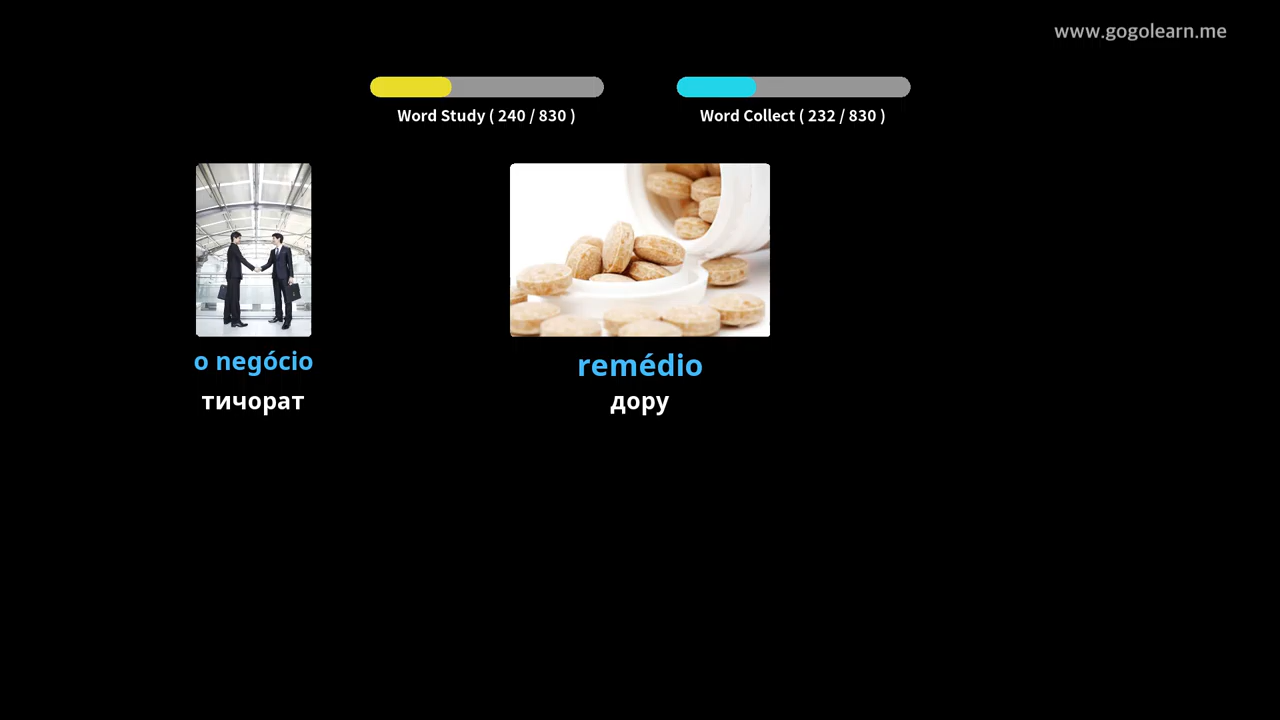 www.gogolearn.me
Word Study ( 240 / 830 )
Word Collect ( 232 / 830 )
o negócio
тичорат
remédio
дору